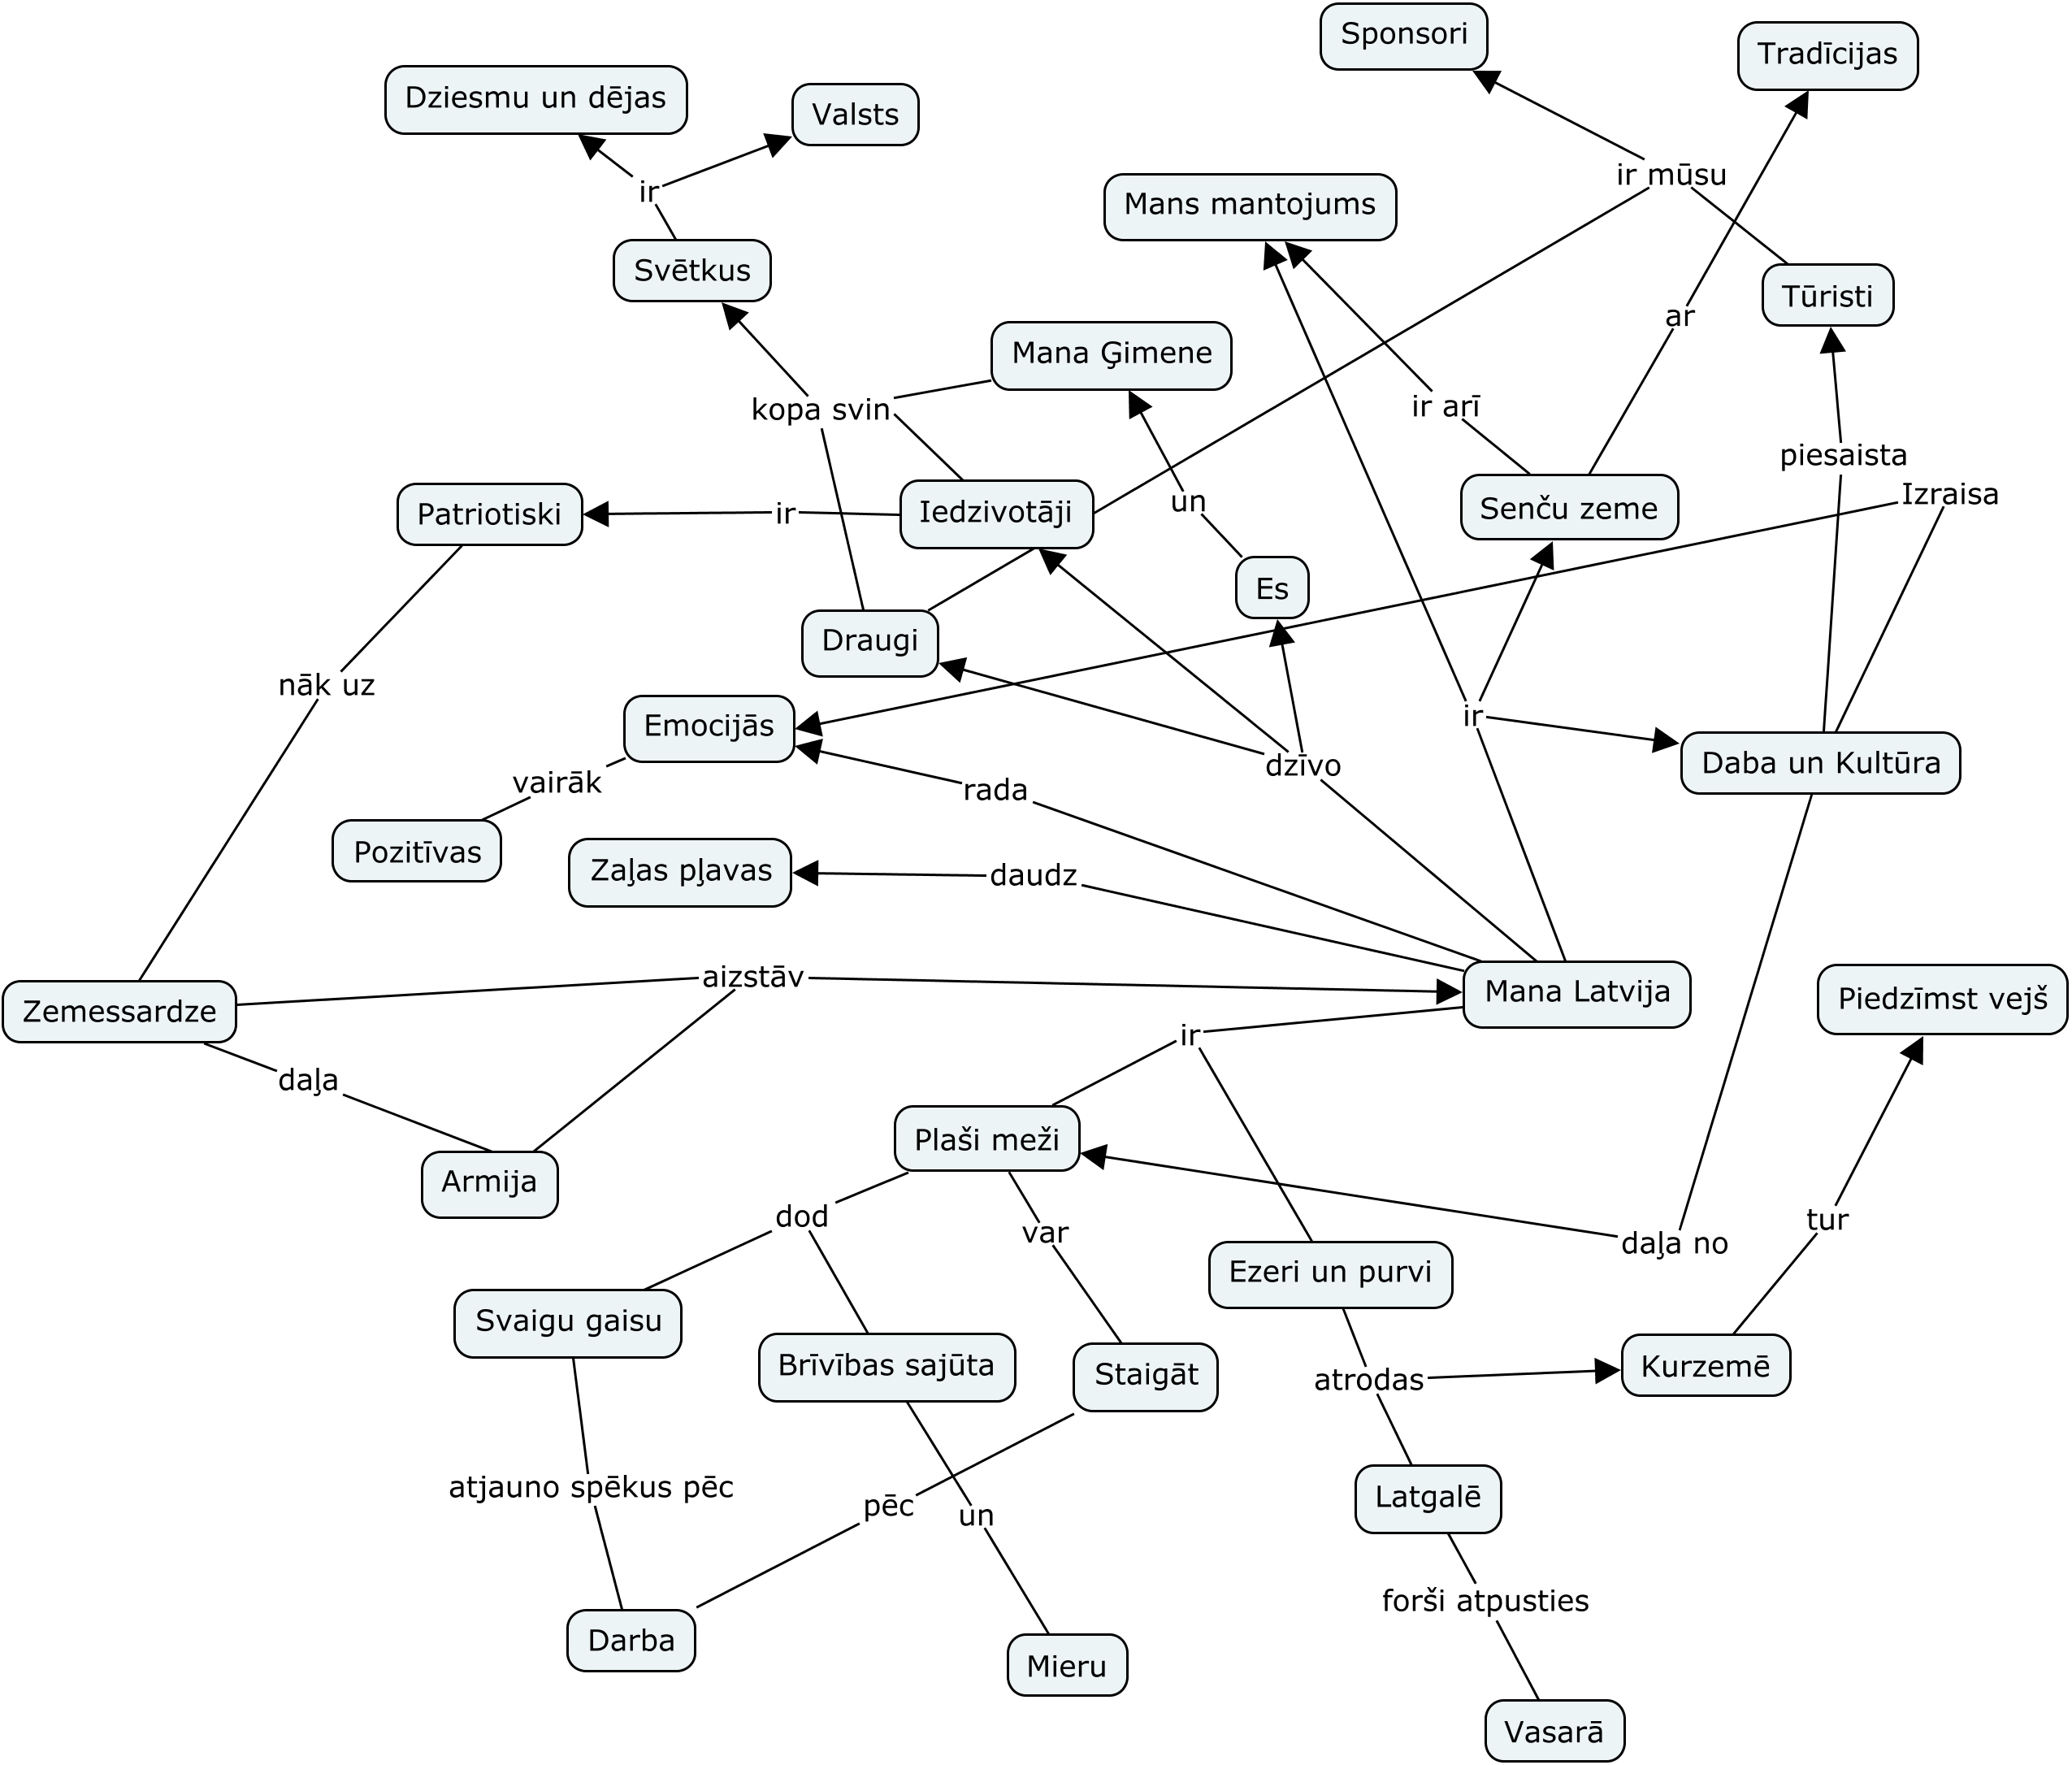 Sponsori
Tradīcijas
Dziesmu un dējas
Valsts
ir mūsu
ir
Mans mantojums
Svētkus
Tūristi
ar
Mana Ģimene
kopa svin
ir arī
piesaista
Izraisa
Patriotiski
ir
Iedzivotāji
un
Senču zeme
Es
Draugi
nāk uz
Emocijās
ir
dzīvo
Daba un Kultūra
vairāk
rada
Pozitīvas
Zaļas pļavas
daudz
aizstāv
Mana Latvija
Piedzīmst vejš
Zemessardze
ir
daļa
Plaši meži
Armija
dod
var
tur
daļa no
Ezeri un purvi
Svaigu gaisu
Brīvības sajūta
Staigāt
atrodas
Kurzemē
atjauno spēkus pēc
pēc
un
Latgalē
forši atpusties
Darba
Mieru
Vasarā